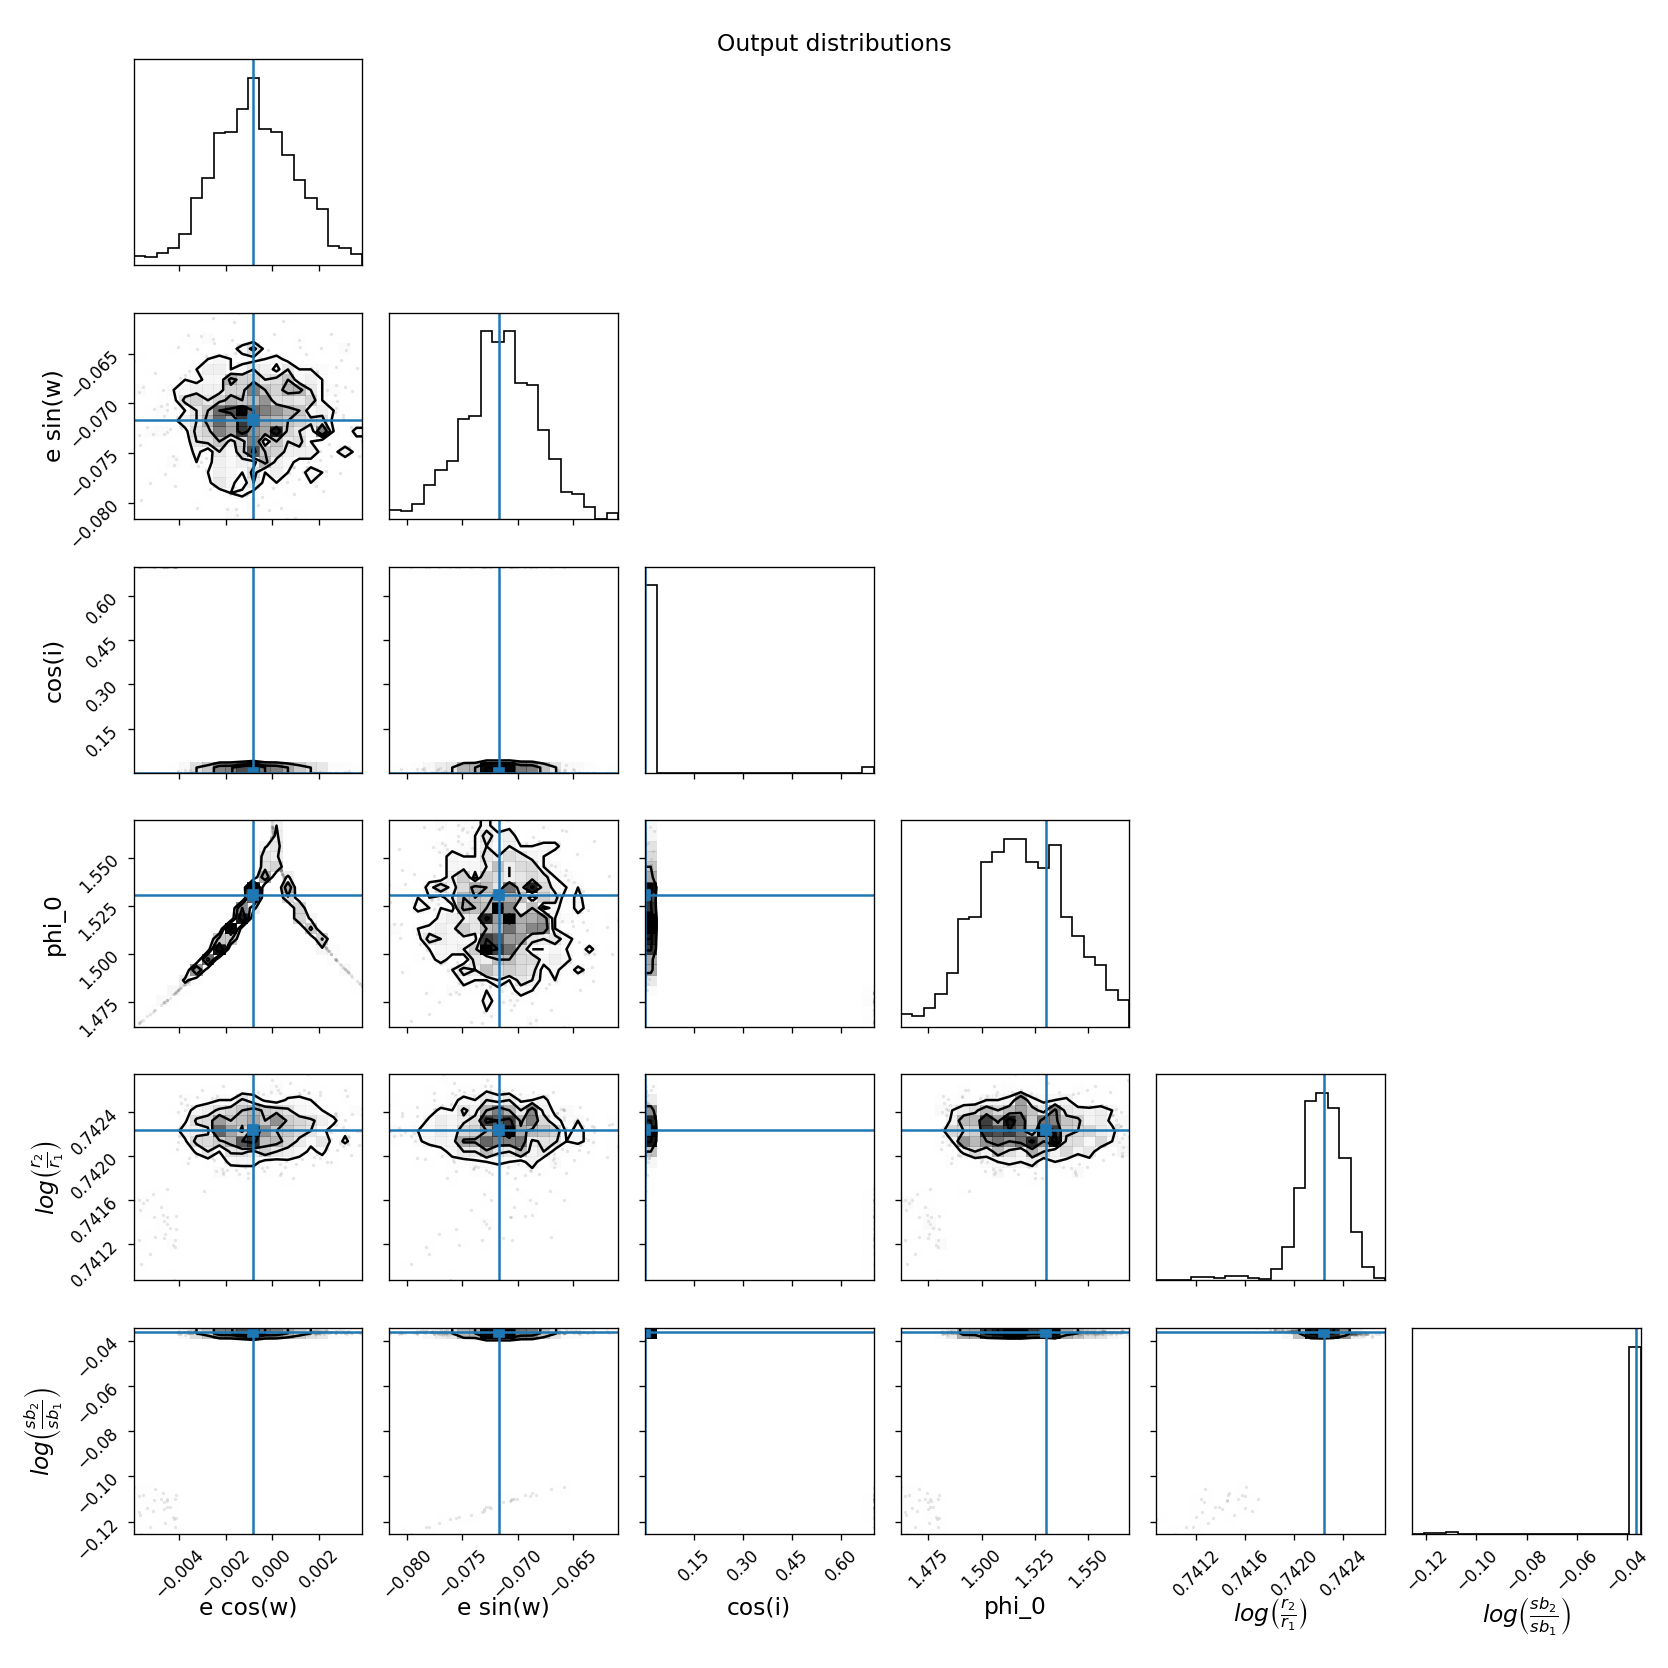 Output distributions
e sin(w)
−0.065
−0.070
−0.075
−0.080
cos(i)
0.60
0.45
0.30
0.15
phi_0
1.550
1.525
1.500
1.475
log(r₂/r₁)
0.7424
0.7420
0.7416
0.7412
log(sb₂/sb₁)
−0.04
−0.06
−0.08
−0.10
−0.12
−0.004 −0.002 0.000 0.002
−0.080 −0.075 −0.070 −0.065
0.15 0.30 0.45 0.60
1.475 1.500 1.525 1.550
0.7412 0.7416 0.7420 0.7424
−0.12 −0.10 −0.08 −0.06 −0.04
e cos(w) e sin(w) cos(i) phi_0 log(r₂/r₁) log(sb₂/sb₁)